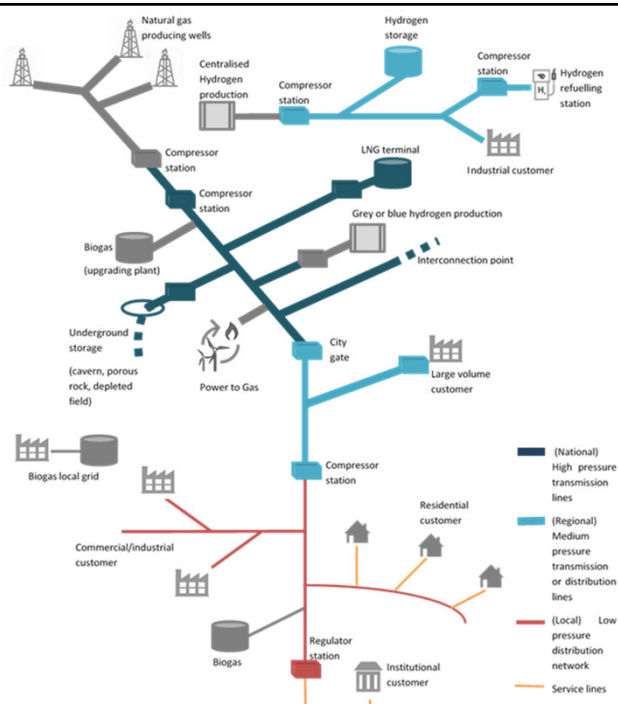 Natural gas
producing wells
Hydrogen
storage
Centralised
Hydrogen
production
Compressor
station
Compressor
station
Hydrogen
refuelling
station
H₂
Industrial customer
Compressor
station
LNG terminal
Compressor
station
Grey or blue hydrogen production
Biogas
(upgrading plant)
Interconnection point
Underground
storage
(cavern, porous
rock, depleted
field)
Power to Gas
City
gate
Large volume
customer
Biogas local grid
Compressor
station
(National)
High pressure
transmission
lines
Residential
customer
(Regional)
Medium
pressure
transmission
or distribution
lines
Commercial/industrial
customer
(Local) Low
pressure
distribution
network
Biogas
Regulator
station
Institutional
customer
Service lines